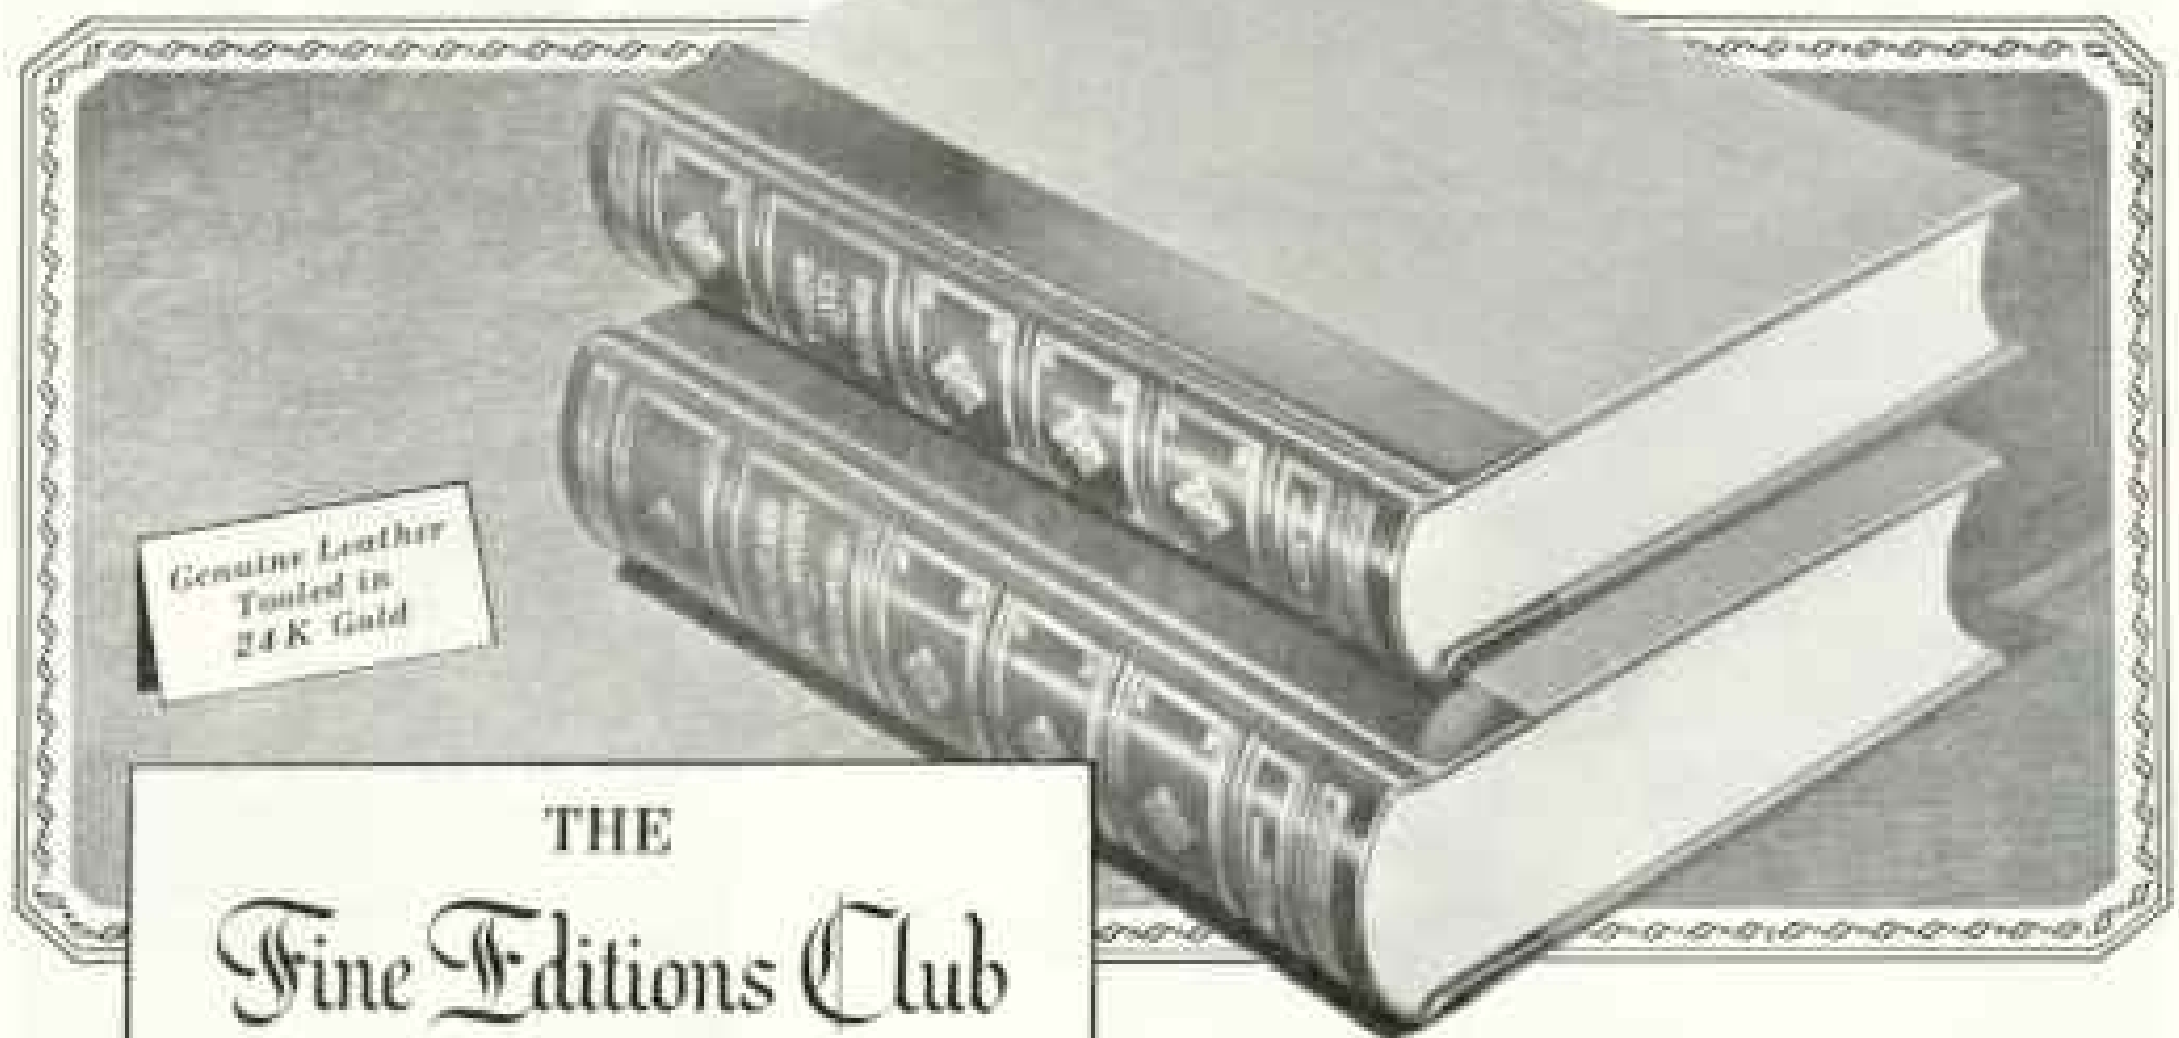 Genuine Leather
Tooled in
24 K Gold
THE
Fine Editions Club